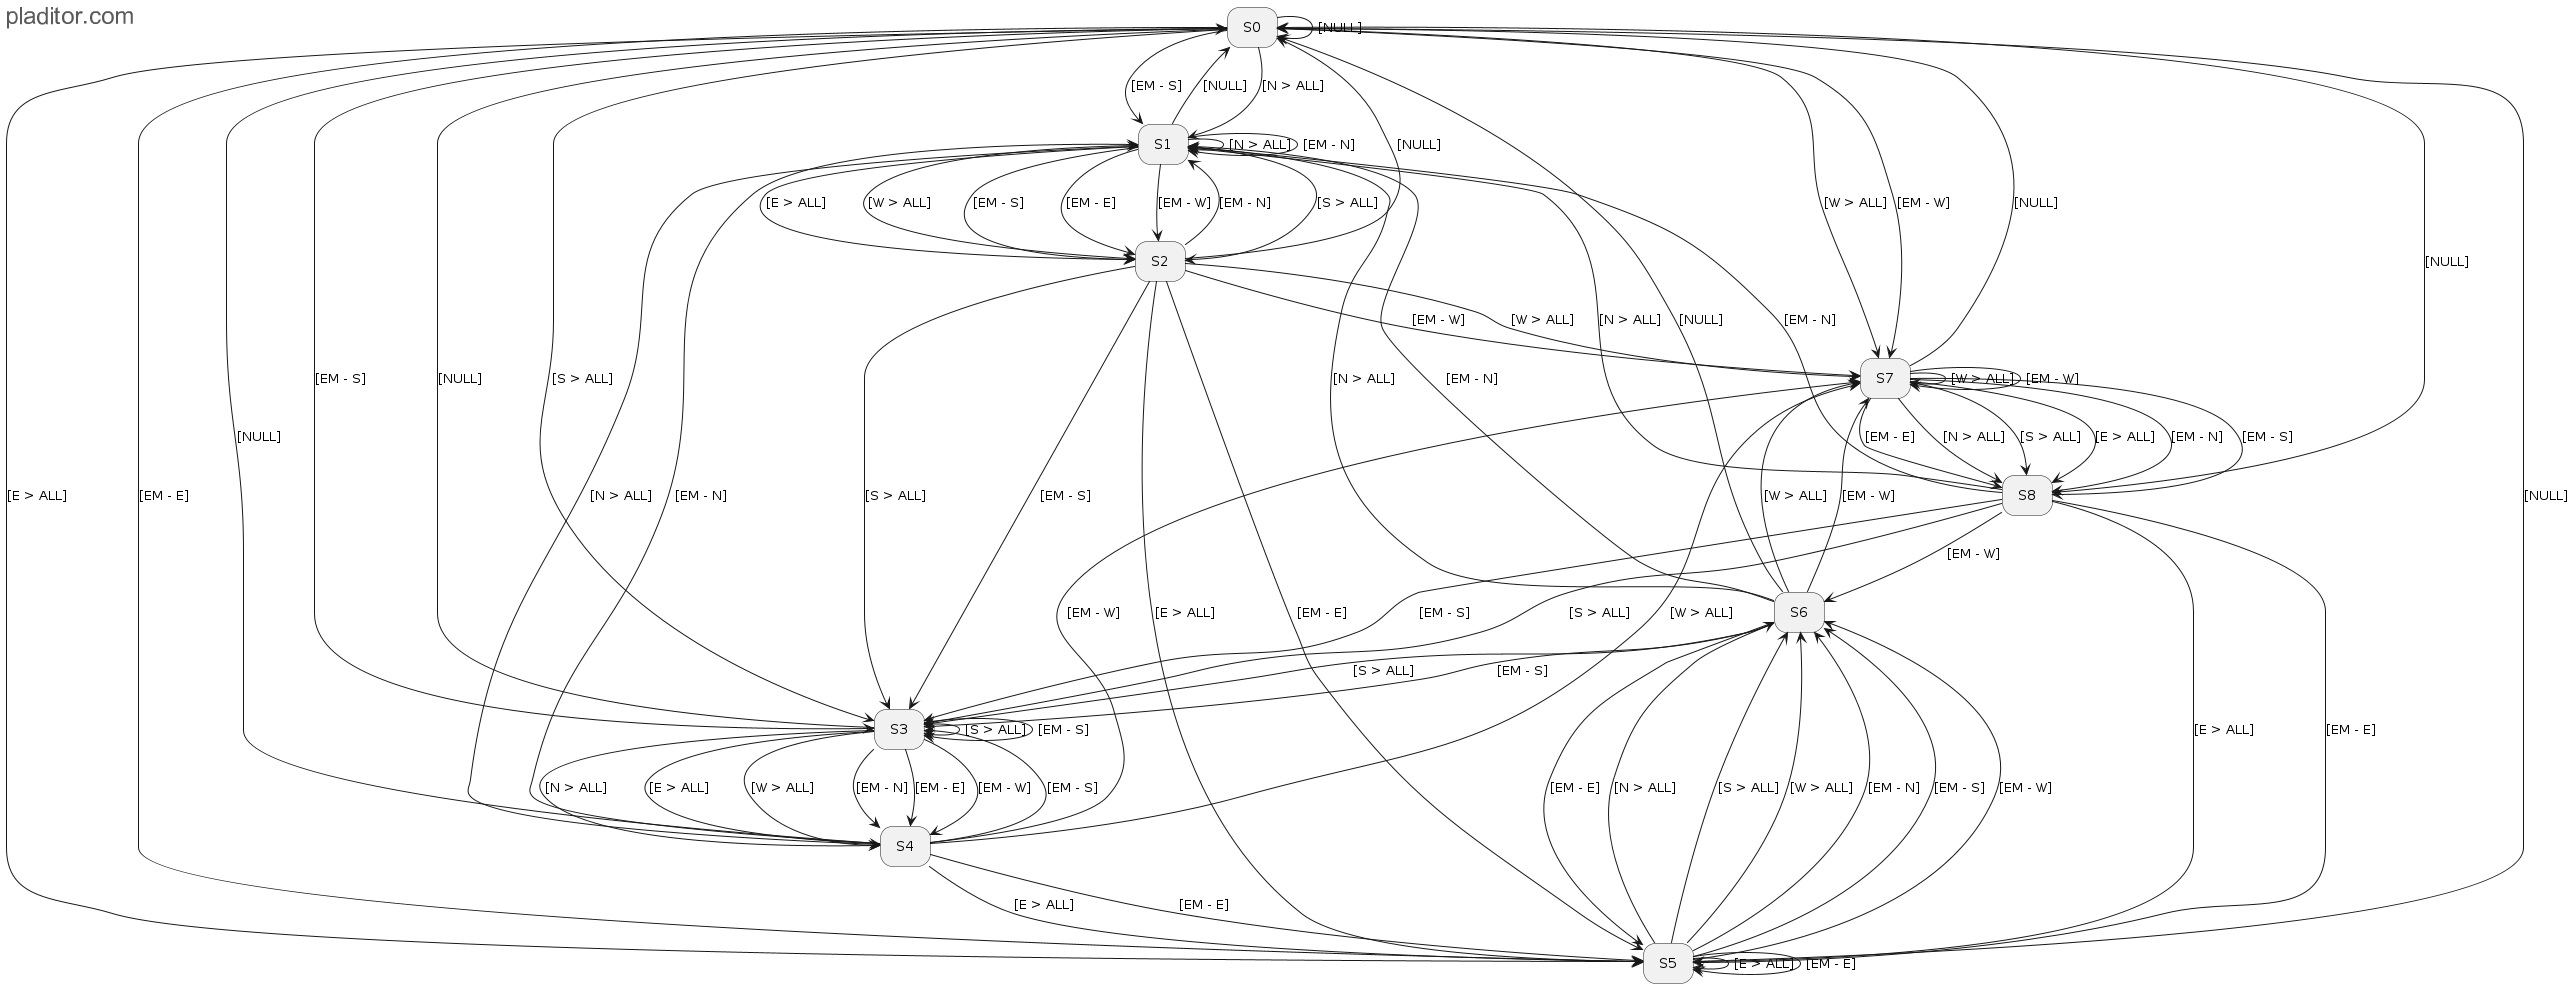 pladitor.com
S0
[NULL]
[EM - S]
[NULL]
[N > ALL]
S1
[N > ALL]
[EM - N]
[NULL]
[E > ALL]
[W > ALL]
[EM - S]
[EM - E]
[EM - W]
[EM - N]
[S > ALL]
[W > ALL]
[EM - W]
[NULL]
S2
[NULL]
[EM - W]
[W > ALL]
[N > ALL]
[NULL]
[EM - N]
[EM - S]
[NULL]
[S > ALL]
[N > ALL]
[EM - N]
S7
[W > ALL]
[EM - W]
[NULL]
[EM - E]
[N > ALL]
[S > ALL]
[E > ALL]
[EM - N]
[EM - S]
[E > ALL]
[EM - E]
[N > ALL]
[EM - N]
[S > ALL]
[EM - S]
[W > ALL]
[EM - W]
S8
[NULL]
[EM - W]
[EM - W]
[E > ALL]
[EM - E]
[EM - S]
[S > ALL]
[W > ALL]
S6
[S > ALL]
[EM - S]
S3
[S > ALL]
[EM - S]
[E > ALL]
[EM - E]
[N > ALL]
[E > ALL]
[W > ALL]
[EM - N]
[EM - E]
[EM - W]
[EM - S]
[EM - E]
[N > ALL]
[S > ALL]
[W > ALL]
[EM - N]
[EM - S]
[EM - W]
S4
[E > ALL]
[EM - E]
S5
[E > ALL]
[EM - E]